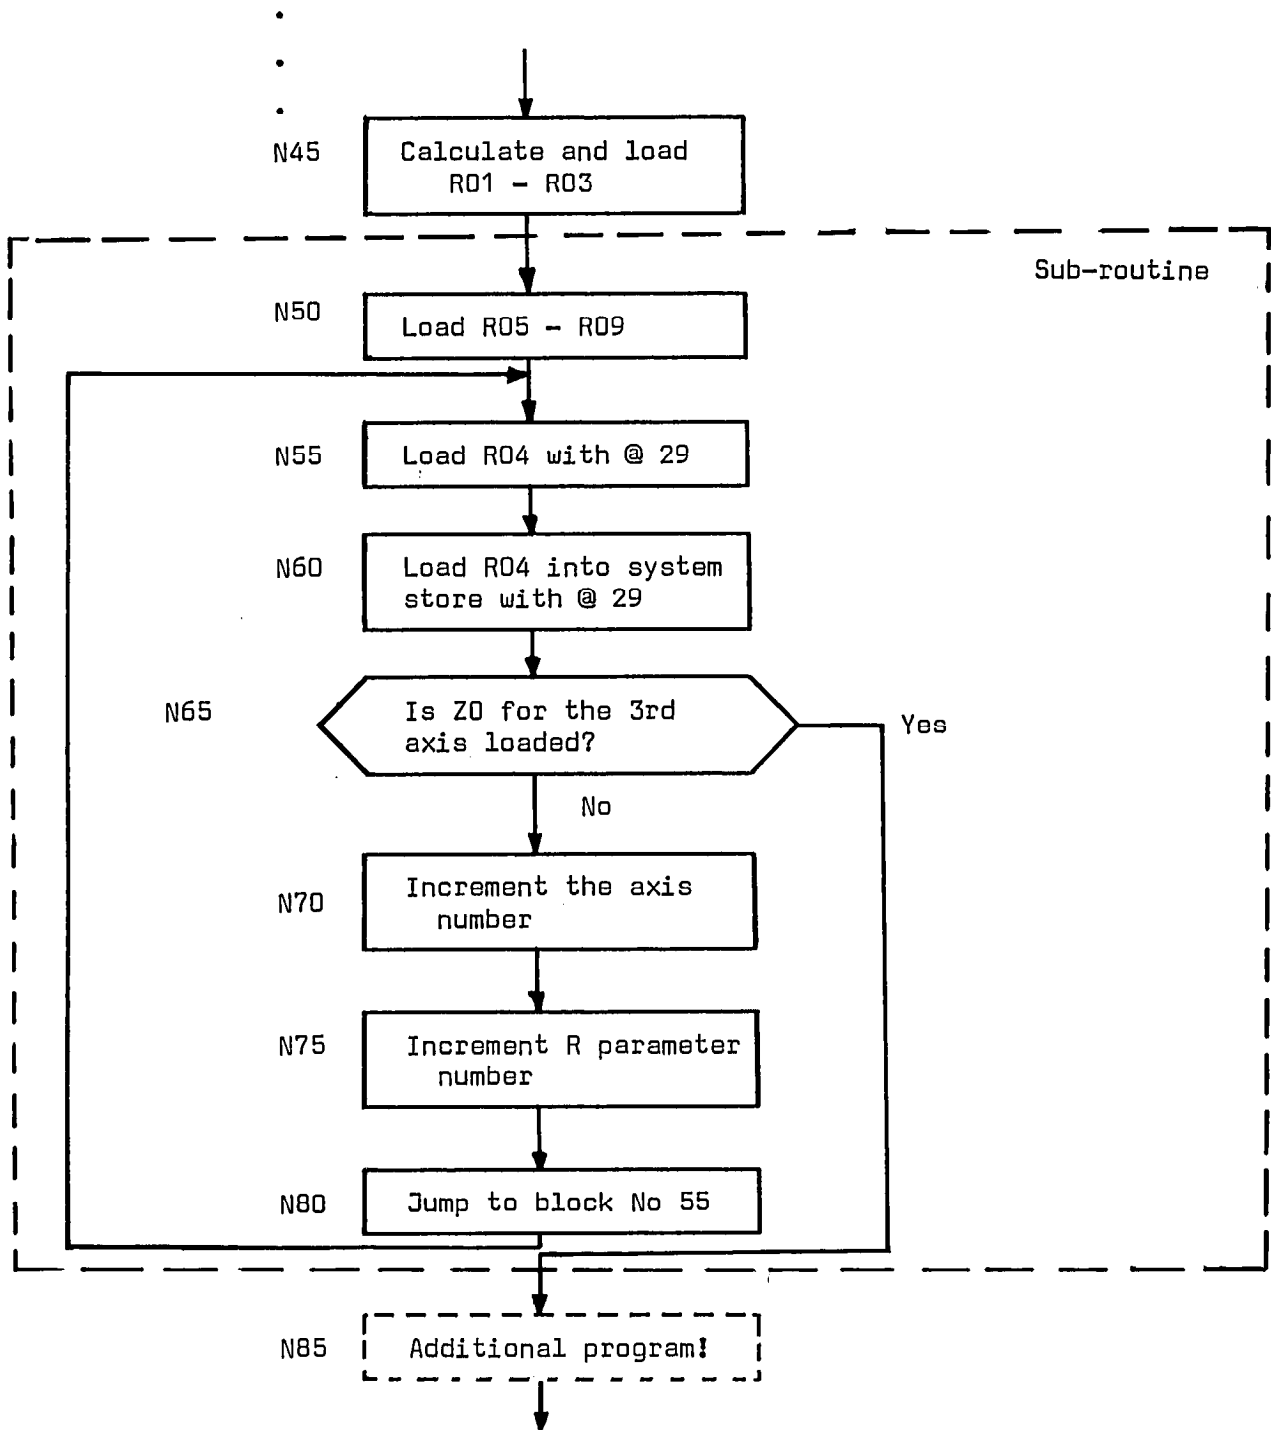 N45
Calculate and load
R01 - R03
Sub-routine
N50
Load R05 - R09
N55
Load R04 with @ 29
N60
Load R04 into system
store with @ 29
N65
Is Z0 for the 3rd
axis loaded?
Yes
No
N70
Increment the axis
number
N75
Increment R parameter
number
N80
Jump to block No 55
N85
Additional program!